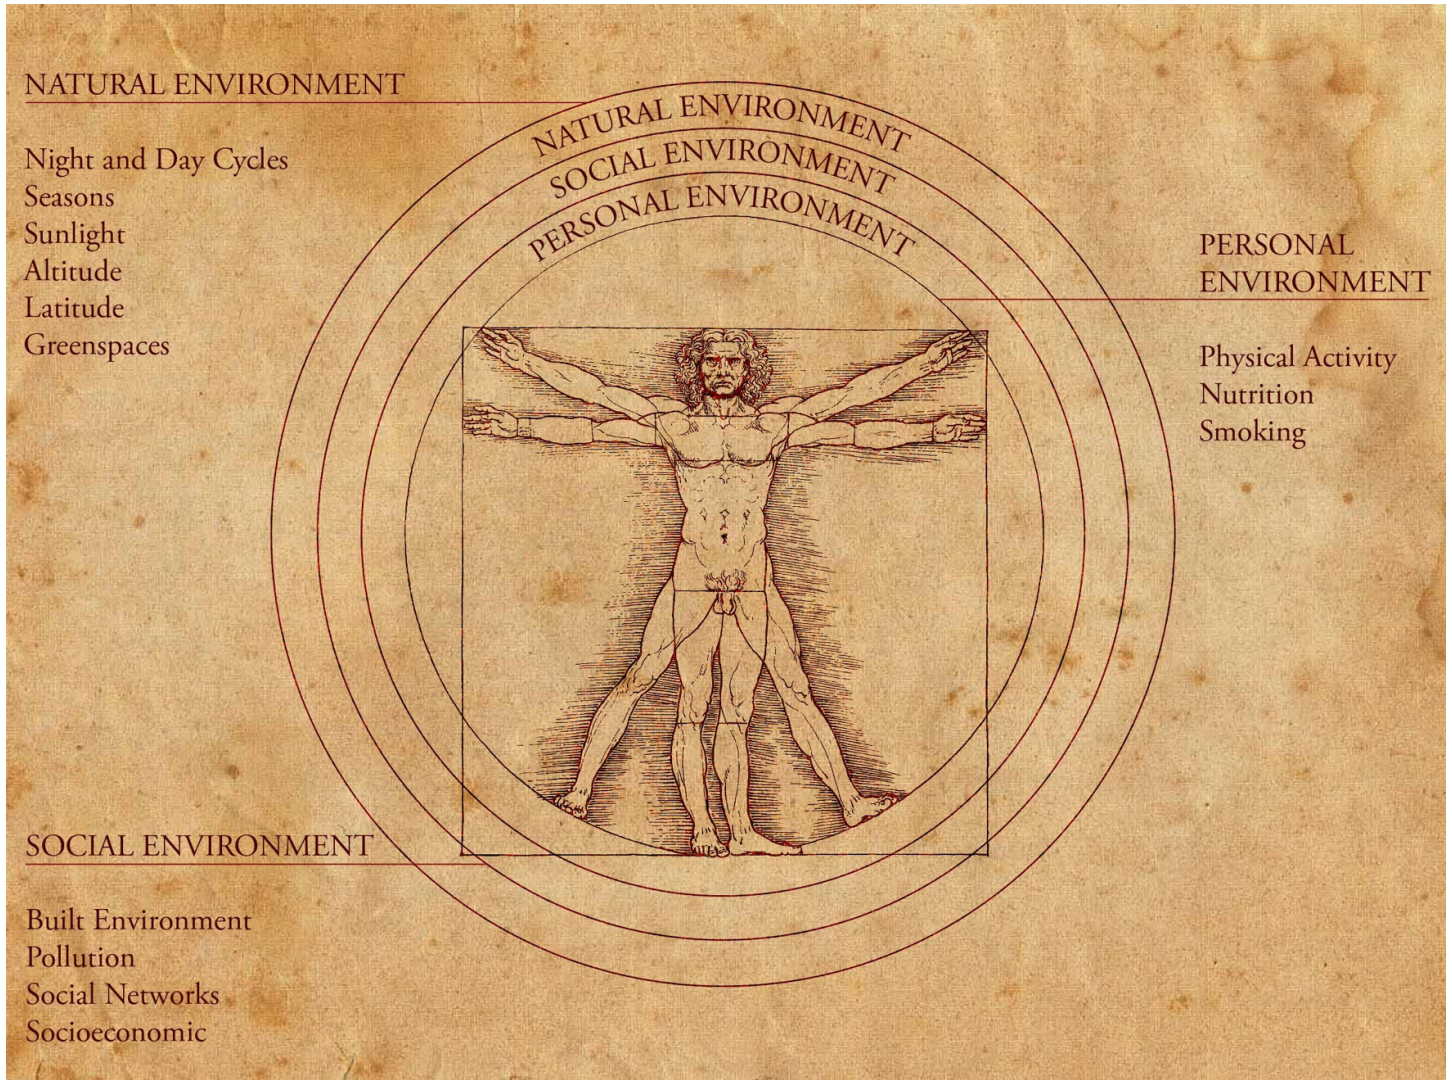 NATURAL ENVIRONMENT
Night and Day Cycles
Seasons
Sunlight
Altitude
Latitude
Greenspaces
NATURAL ENVIRONMENT
SOCIAL ENVIRONMENT
PERSONAL ENVIRONMENT
PERSONAL
ENVIRONMENT
Physical Activity
Nutrition
Smoking
SOCIAL ENVIRONMENT
Built Environment
Pollution
Social Networks
Socioeconomic